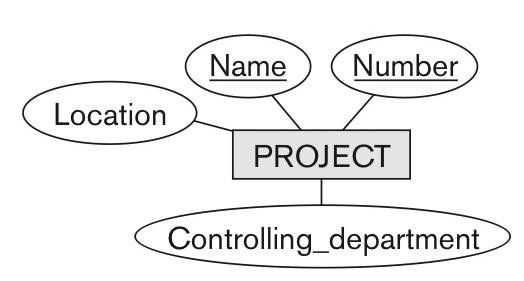 Name
Number
Location
PROJECT
Controlling_department